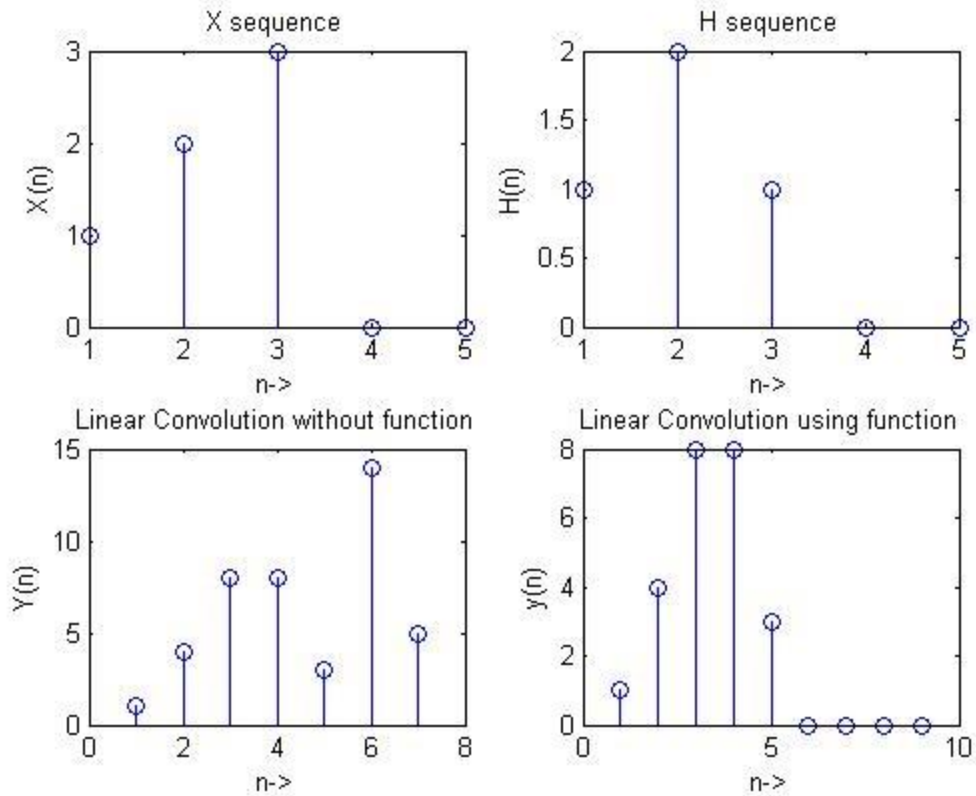 X sequence
3
2
1
0
X(n)
1 2 3 4 5
n->
H sequence
2
1.5
1
0.5
0
H(n)
1 2 3 4 5
n->
Linear Convolution without function
15
10
5
0
Y(n)
0 2 4 6 8
n->
Linear Convolution using function
8
6
4
2
0
y(n)
0 5 10
n->